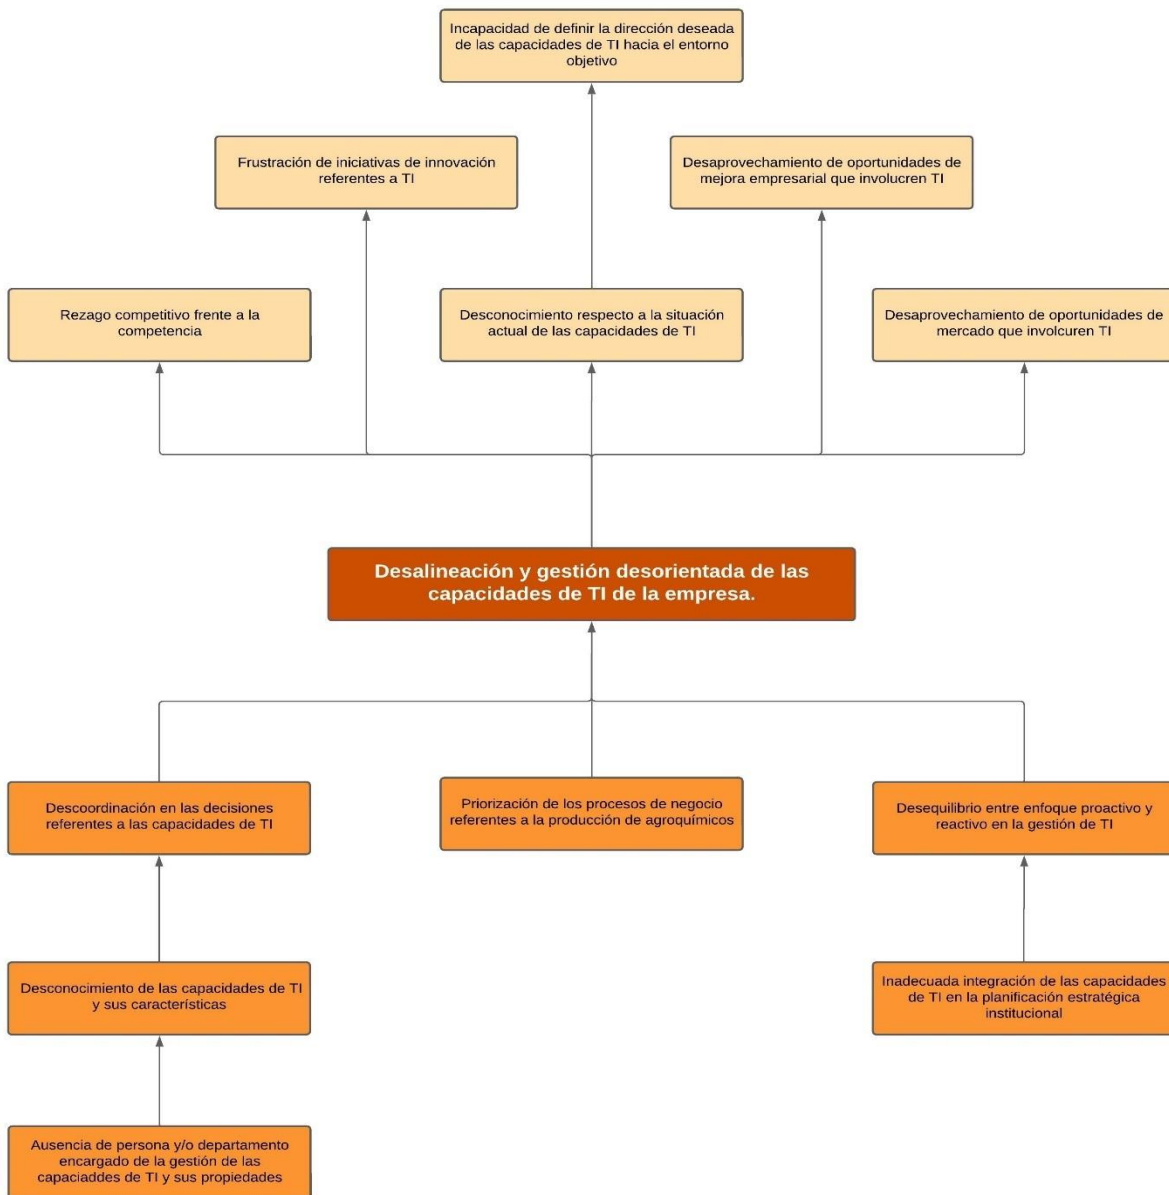 Incapacidad de definir la dirección deseada
de las capacidades de TI hacia el entorno
objetivo
Frustración de iniciativas de innovación
referentes a TI
Desaprovechamiento de oportunidades de
mejora empresarial que involucren TI
Rezago competitivo frente a la
competencia
Desconocimiento respecto a la situación
actual de las capacidades de TI
Desaprovechamiento de oportunidades de
mercado que involcuren TI
Desalineación y gestión desorientada de las
capacidades de TI de la empresa.
Descoordinación en las decisiones
referentes a las capacidades de TI
Priorización de los procesos de negocio
referentes a la producción de agroquímicos
Desequilibrio entre enfoque proactivo y
reactivo en la gestión de TI
Desconocimiento de las capacidades de TI
y sus características
Inadecuada integración de las capacidades
de TI en la planificación estratégica
institucional
Ausencia de persona y/o departamento
encargado de la gestión de las
capaciaddes de TI y sus propiedades